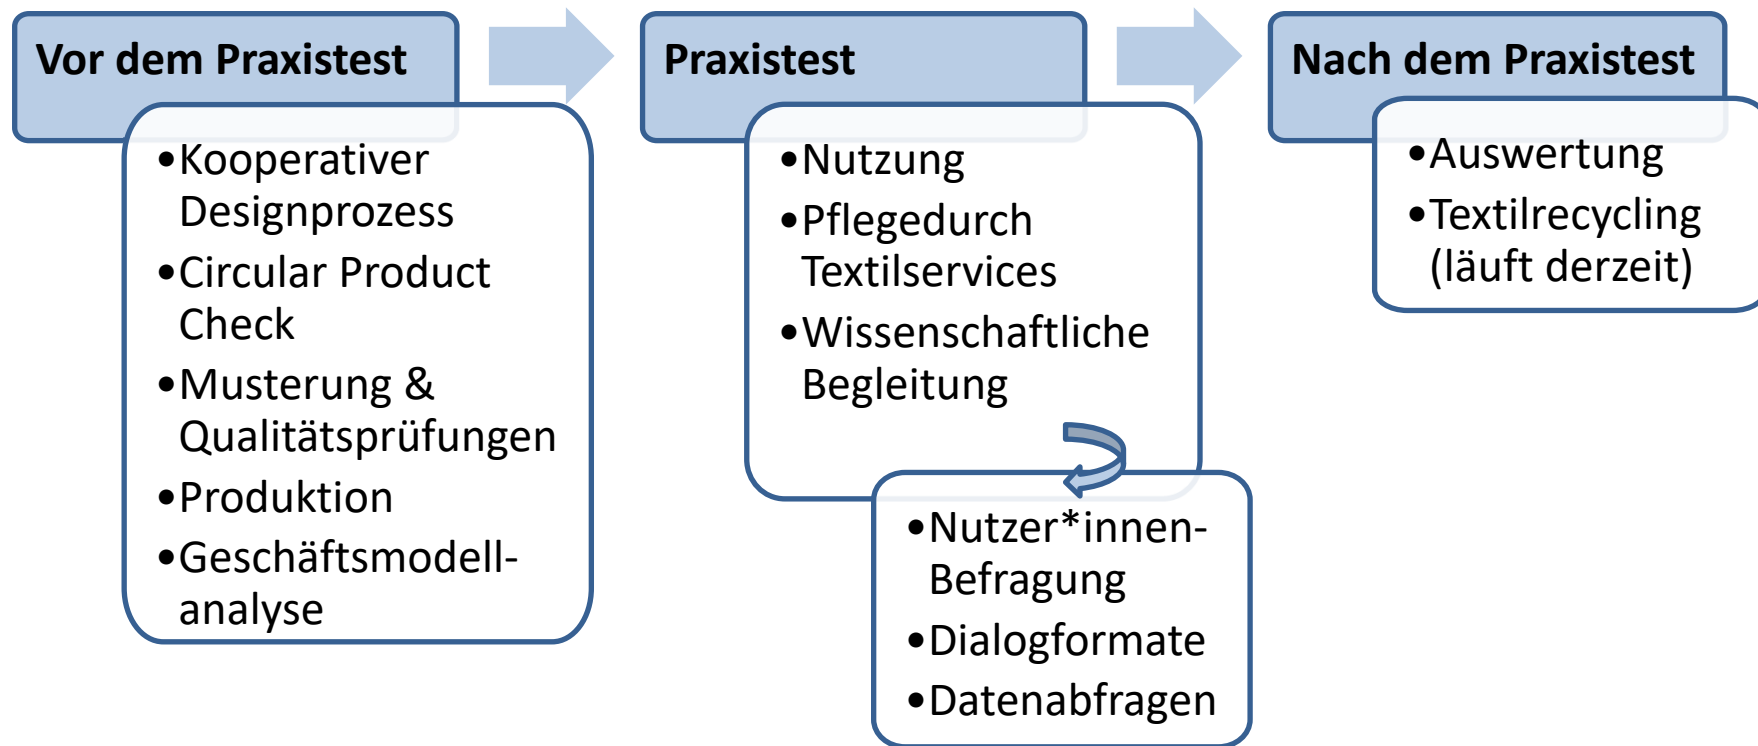 Vor dem Praxistest
•Kooperativer
Designprozess
•Circular Product
Check
•Musterung &
Qualitätsprüfungen
•Produktion
•Geschäftsmodell-
analyse
Praxistest
•Nutzung
•Pflegedurch
Textilservices
•Wissenschaftliche
Begleitung
•Nutzer*innen-
Befragung
•Dialogformate
•Datenabfragen
Nach dem Praxistest
•Auswertung
•Textilrecycling
(läuft derzeit)